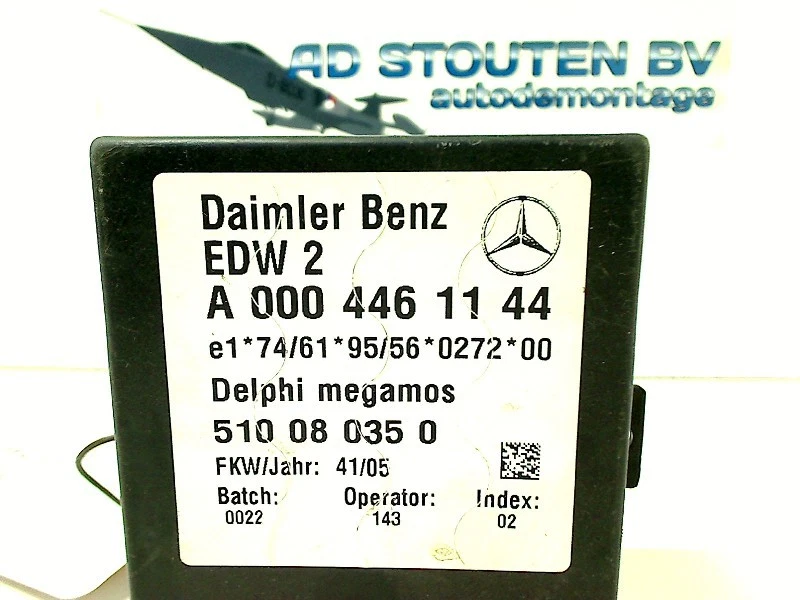 AD STOUTEN BV
autodemontage
Daimler Benz
EDW 2
A 000 446 11 44
e1*74/61*95/56*0272*00
Delphi megamos
510 08 035 0
FKW/Jahr: 41/05
Batch: Operator: Index:
0022 143 02